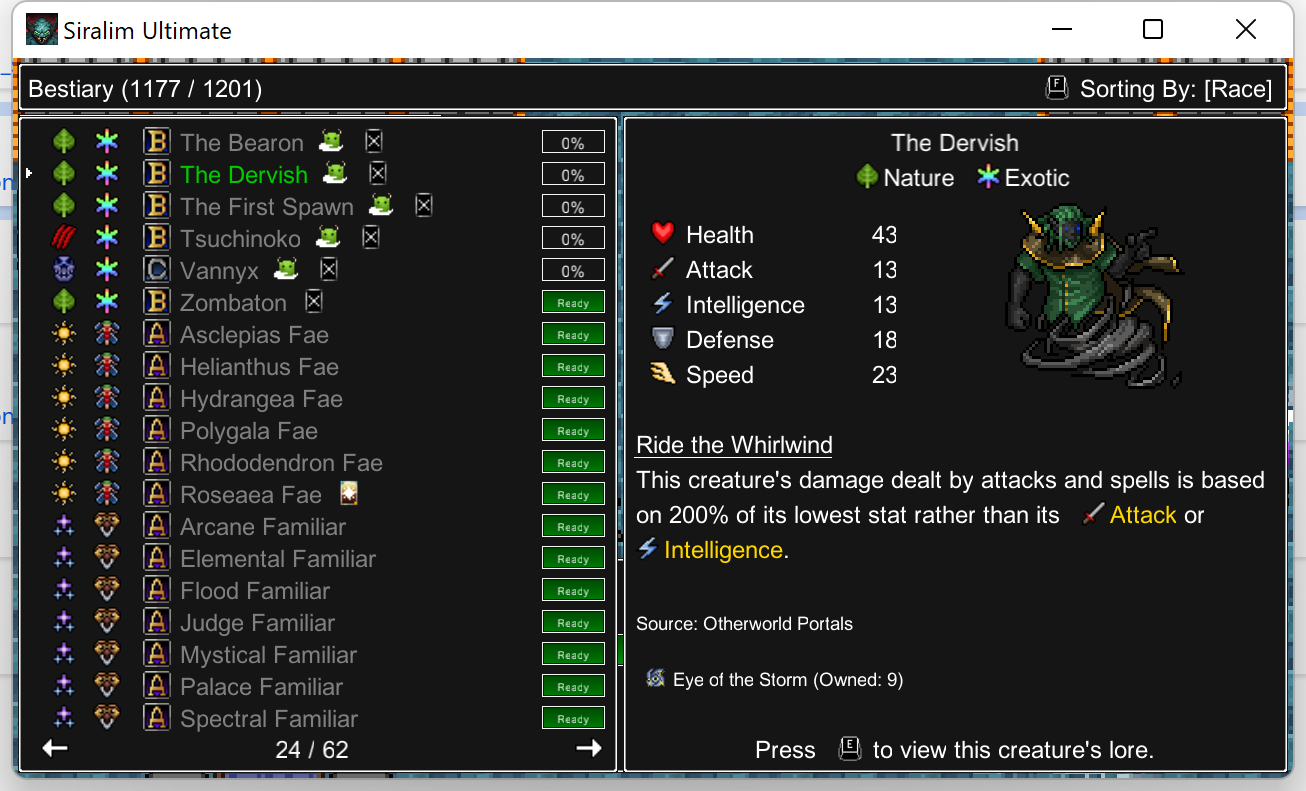 Siralim Ultimate
Bestiary (1177 / 1201)
F Sorting By: [Race]
B The Bearon 0%
B The Dervish 0%
B The First Spawn 0%
B Tsuchinoko 0%
C Vannyx 0%
B Zombaton Ready
A Asclepias Fae Ready
A Helianthus Fae Ready
A Hydrangea Fae Ready
A Polygala Fae Ready
A Rhododendron Fae Ready
A Roseaea Fae Ready
A Arcane Familiar Ready
A Elemental Familiar Ready
A Flood Familiar Ready
A Judge Familiar Ready
A Mystical Familiar Ready
A Palace Familiar Ready
A Spectral Familiar Ready
24 / 62
The Dervish
Nature Exotic
Health 43
Attack 13
Intelligence 13
Defense 18
Speed 23
Ride the Whirlwind
This creature's damage dealt by attacks and spells is based
on 200% of its lowest stat rather than its Attack or
Intelligence.
Source: Otherworld Portals
Eye of the Storm (Owned: 9)
Press E to view this creature's lore.